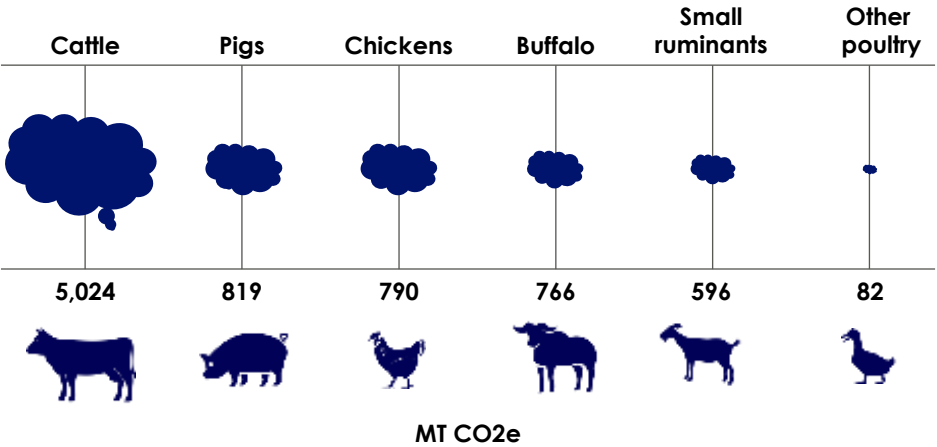 Cattle
Pigs
Chickens
Buffalo
Small
ruminants
Other
poultry
5,024
819
790
766
596
82
MT CO2e